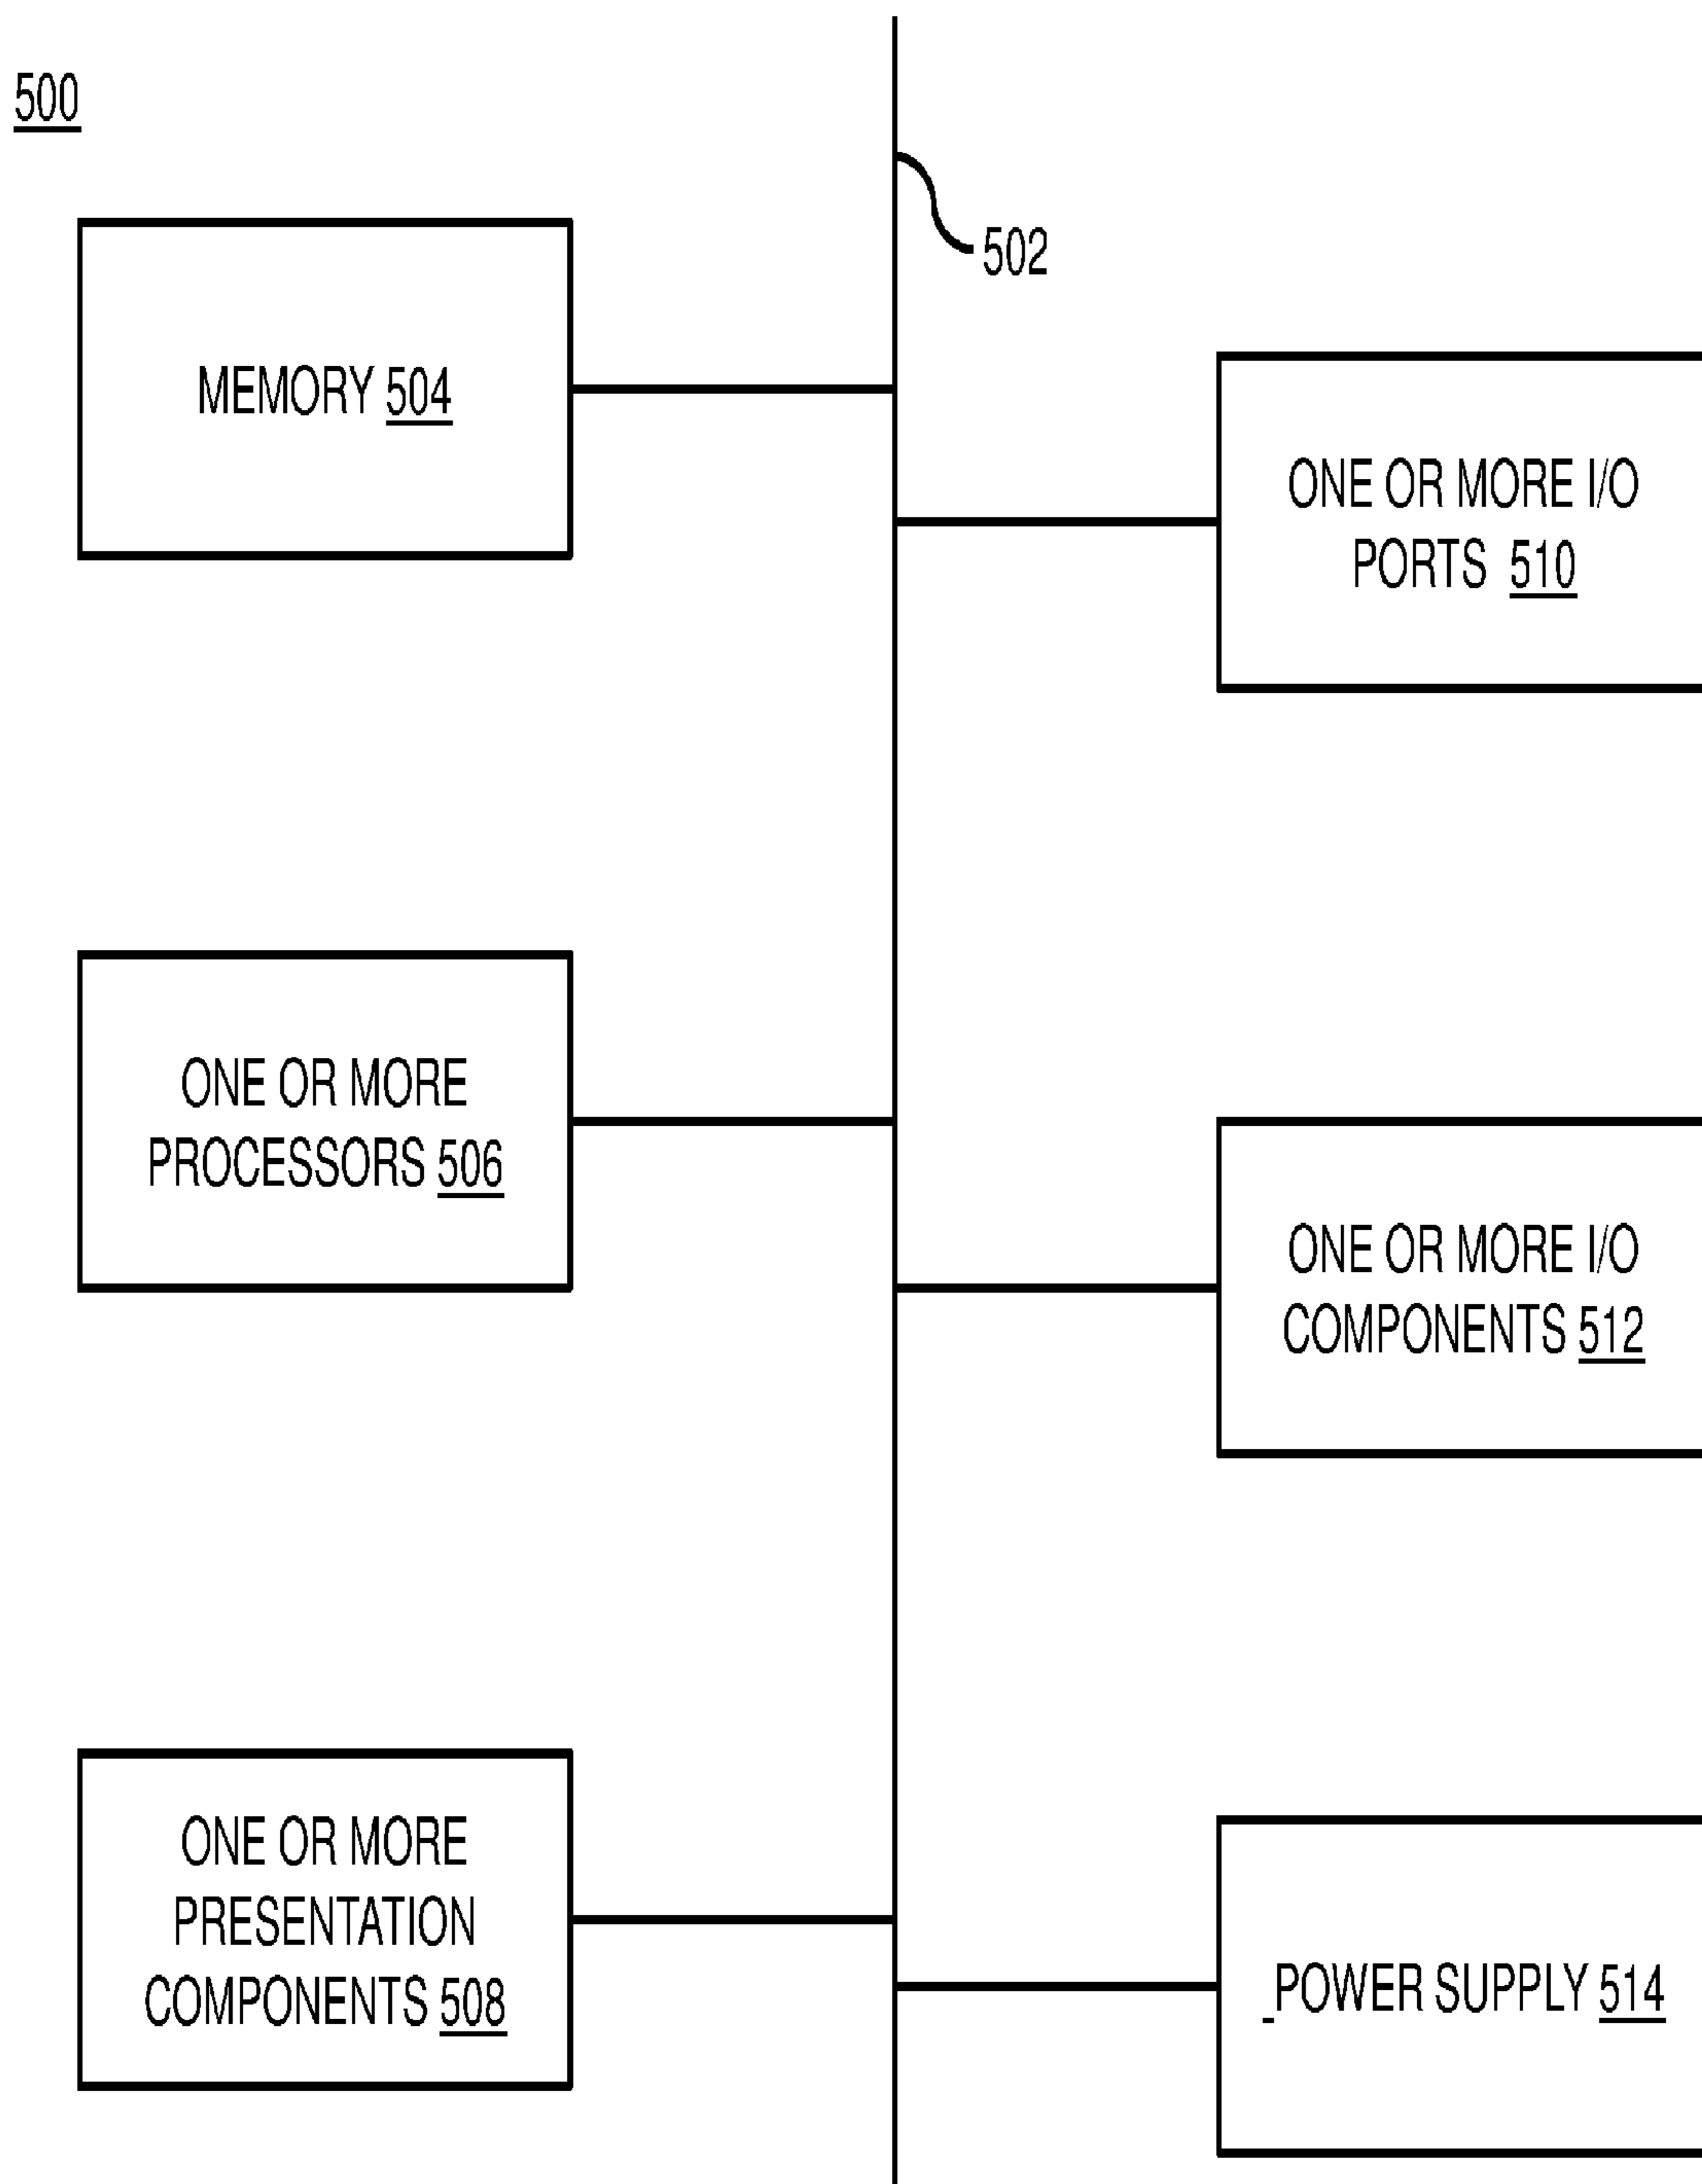 500
502
MEMORY 504
ONE OR MORE I/O
PORTS 510
ONE OR MORE
PROCESSORS 506
ONE OR MORE I/O
COMPONENTS 512
ONE OR MORE
PRESENTATION
COMPONENTS 508
POWER SUPPLY 514